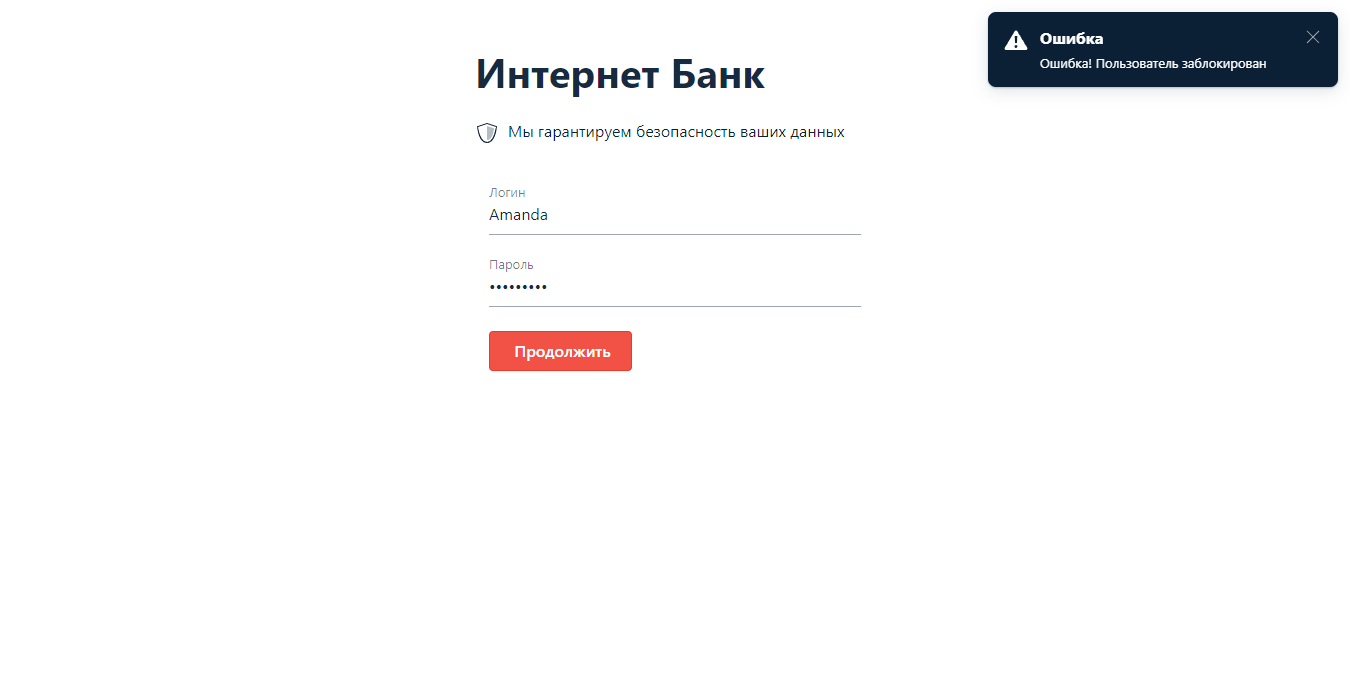 Интернет Банк
Мы гарантируем безопасность ваших данных
Логин
Amanda
Пароль
•••••••••
Продолжить
Ошибка
Ошибка! Пользователь заблокирован